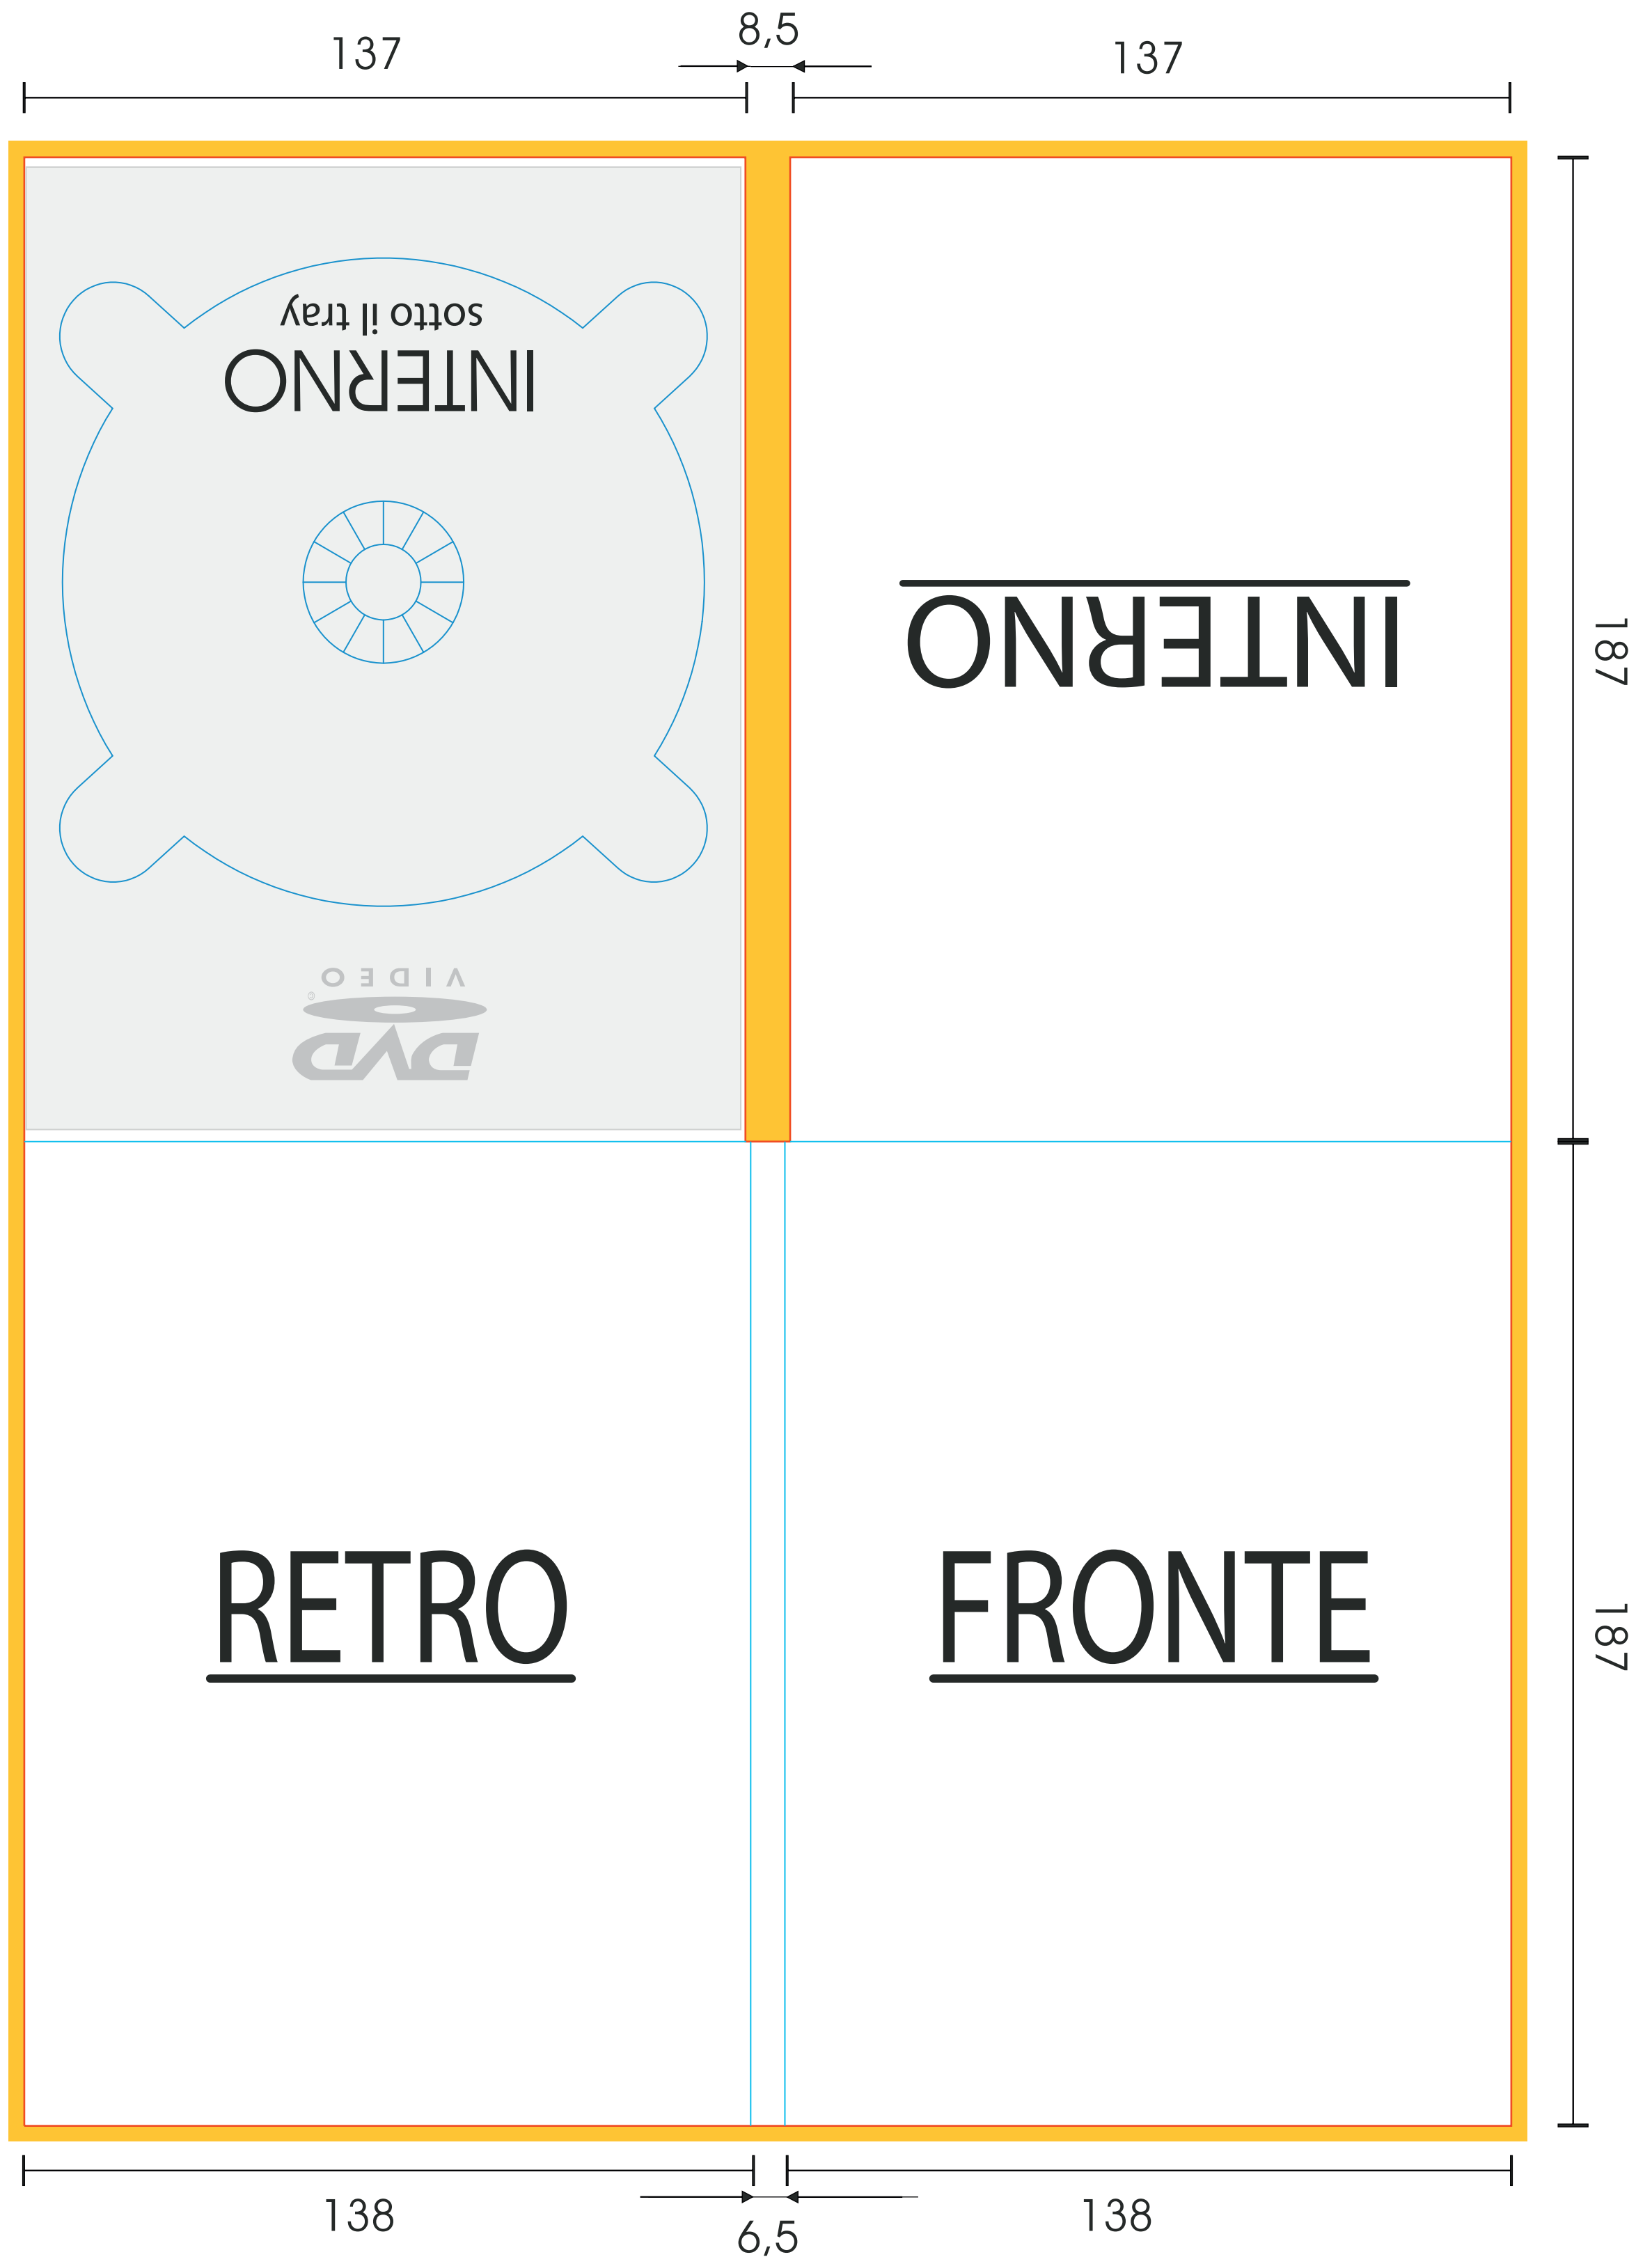 8,5
137
137
INTERNO
sotto il tray
INTERNO
187
DVD
VIDEO
®
RETRO
FRONTE
187
138
138
6,5